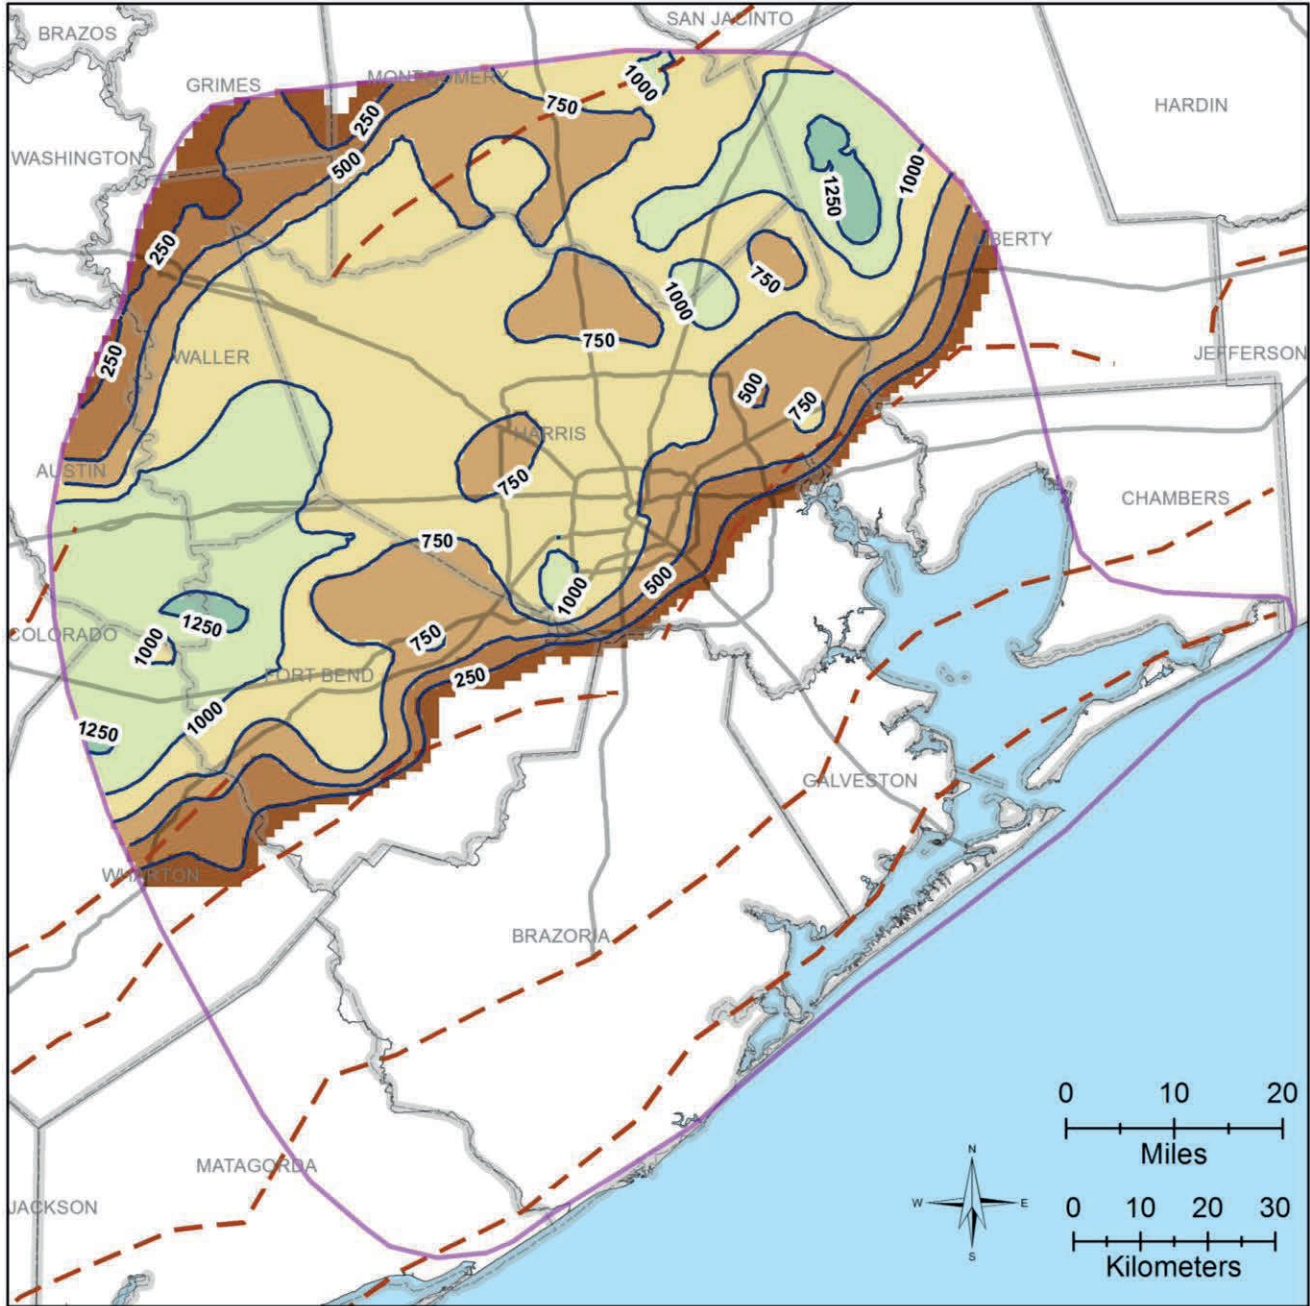 SAN JACINTO
BRAZOS
GRIMES
MONTGOMERY
1000
750
HARDIN
250
500
WASHINGTON
1250
1000
250
LIBERTY
750
1000
750
250
WALLER
JEFFERSON
500
750
HARRIS
AUSTIN
750
CHAMBERS
750
500
1000
1250
COLORADO
1000
750
FORT BEND
250
1000
1250
GALVESTON
WHARTON
BRAZORIA
0 10 20
Miles
N
W E
S
MATAGORDA
JACKSON
0 10 20 30
Kilometers